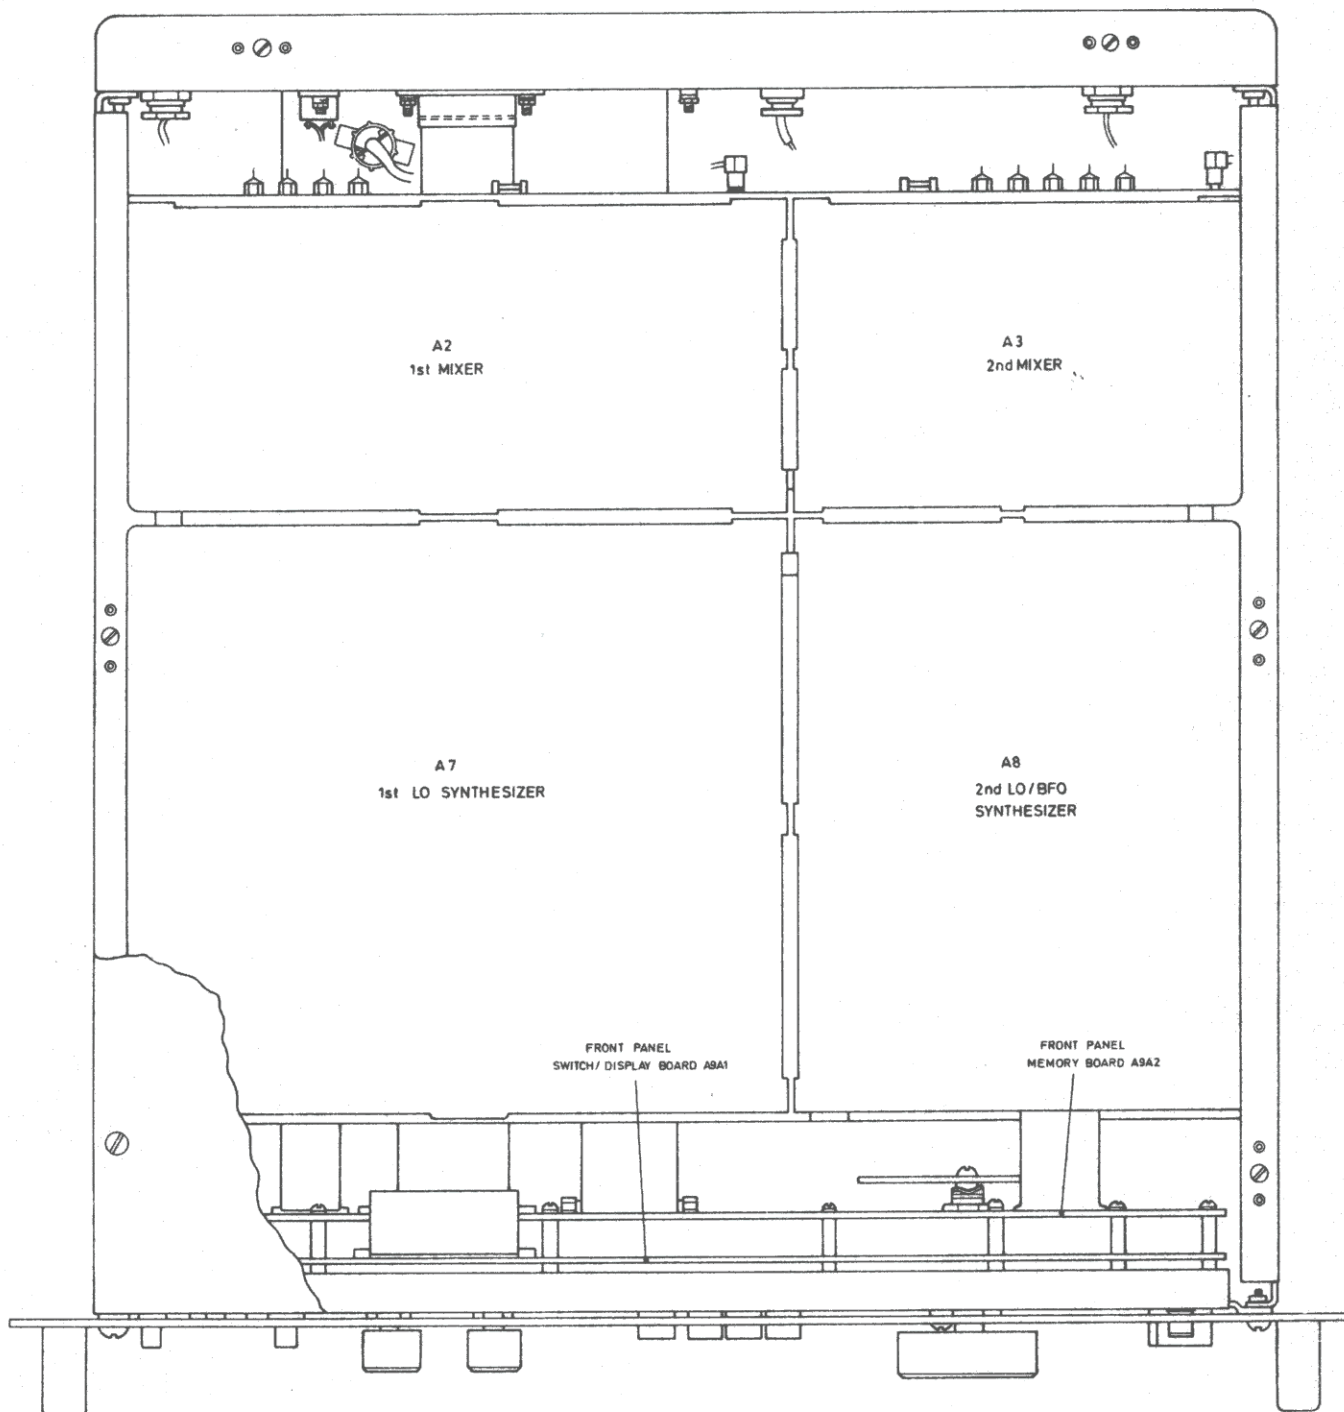 A2
1st MIXER
A3
2nd MIXER
A7
1st LO SYNTHESIZER
A8
2nd LO/BFO
SYNTHESIZER
FRONT PANEL
SWITCH/DISPLAY BOARD A9A1
FRONT PANEL
MEMORY BOARD A9A2